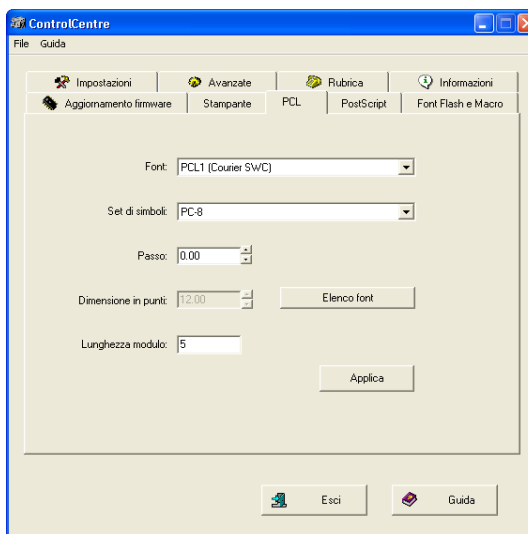 ControlCentre
File Guida
Impostazioni Avanzate Rubrica Informazioni
Aggiornamento firmware Stampante PCL PostScript Font Flash e Macro
Font: PCL1 (Courier SWC)
Set di simboli: PC-8
Passo: 0.00
Dimensione in punti: 12.00 Elenco font
Lunghezza modulo: 5
Applica
Esci Guida